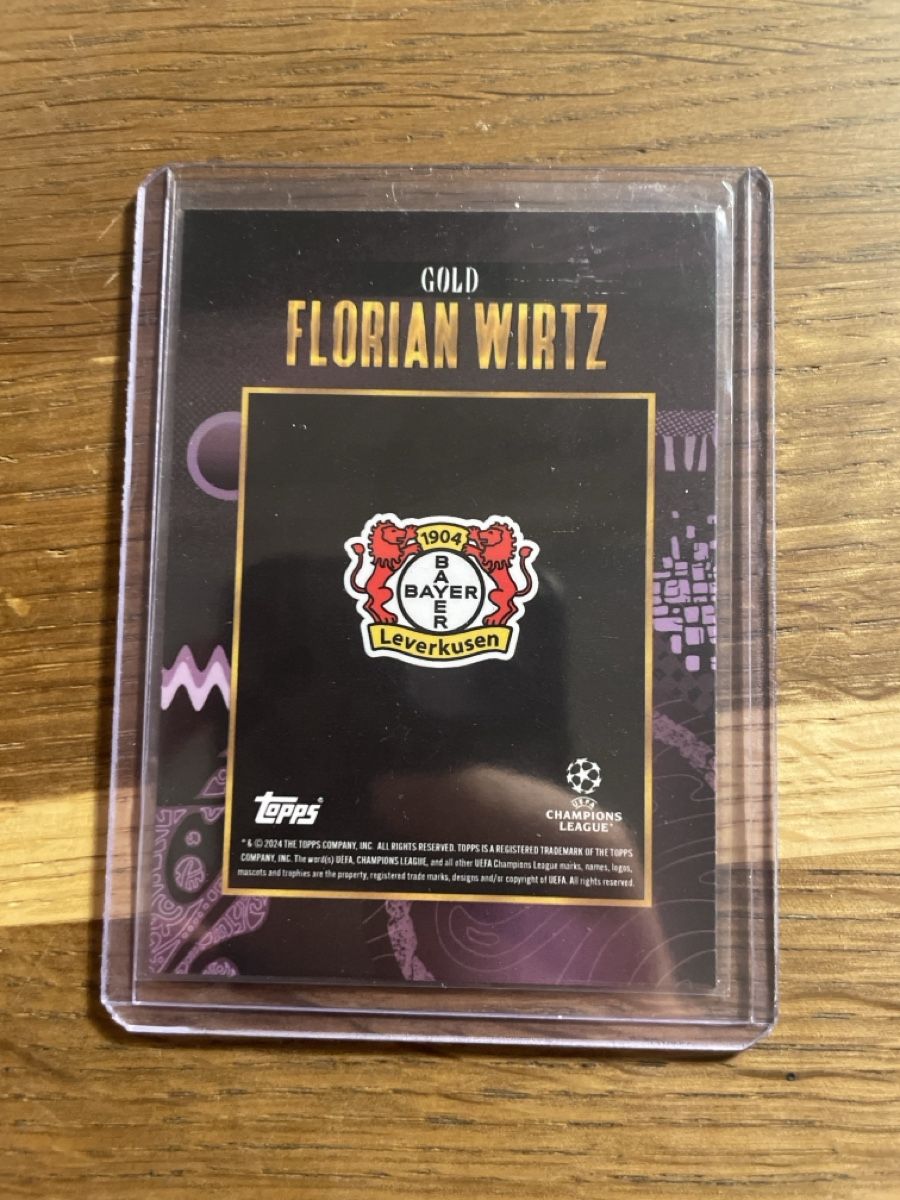 GOLD
FLORIAN WIRTZ
1904
BAYER
BAYER
Leverkusen
Topps®
UEFA
CHAMPIONS
LEAGUE®
® & © 2024 THE TOPPS COMPANY, INC. ALL RIGHTS RESERVED. TOPPS IS A REGISTERED TRADEMARK OF THE TOPPS
COMPANY, INC. The word(s) UEFA, CHAMPIONS LEAGUE, and all other UEFA Champions League marks, names, logos,
mascots and trophies are the property, registered trade marks, designs and/or copyright of UEFA. All rights reserved.